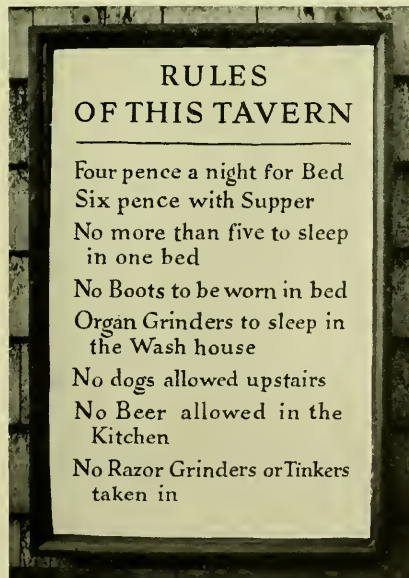 RULES
OF THIS TAVERN
Four pence a night for Bed
Six pence with Supper
No more than five to sleep
in one bed
No Boots to be worn in bed
Organ Grinders to sleep in
the Wash house
No dogs allowed upstairs
No Beer allowed in the
Kitchen
No Razor Grinders or Tinkers
taken in